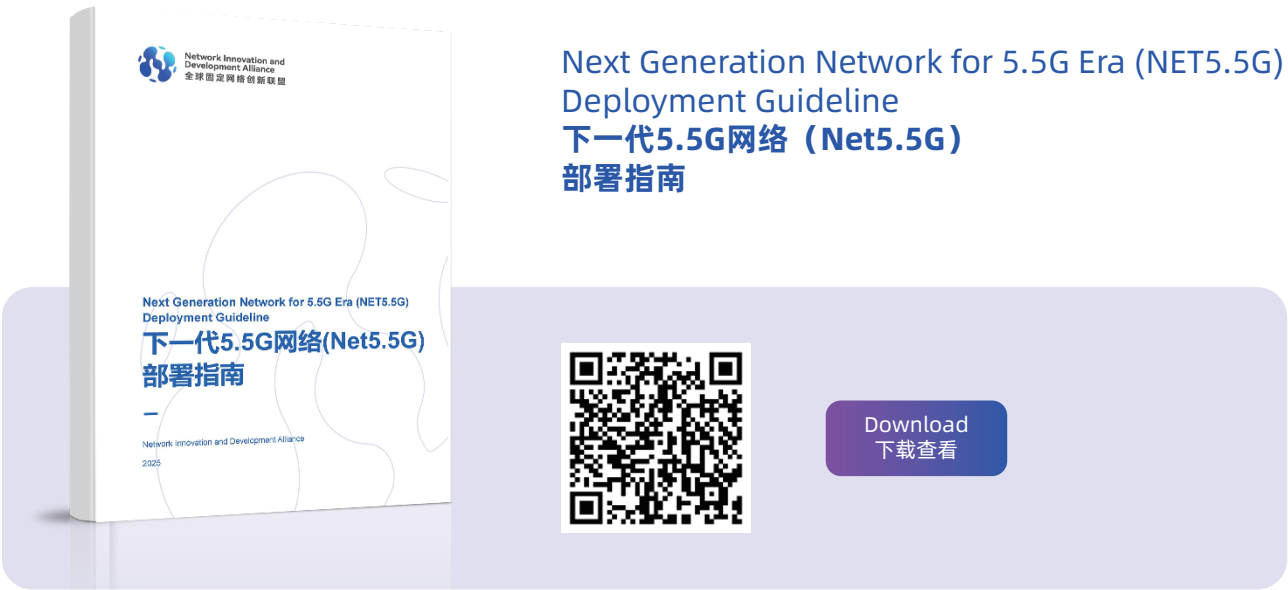 Network Innovation and
Development Alliance
全球固定网络创新联盟
Next Generation Network for 5.5G Era (NET5.5G)
Deployment Guideline
下一代5.5G网络(Net5.5G)
部署指南
Network Innovation and Development Alliance
2025
Next Generation Network for 5.5G Era (NET5.5G)
Deployment Guideline
下一代5.5G网络（Net5.5G）
部署指南
Download
下载查看